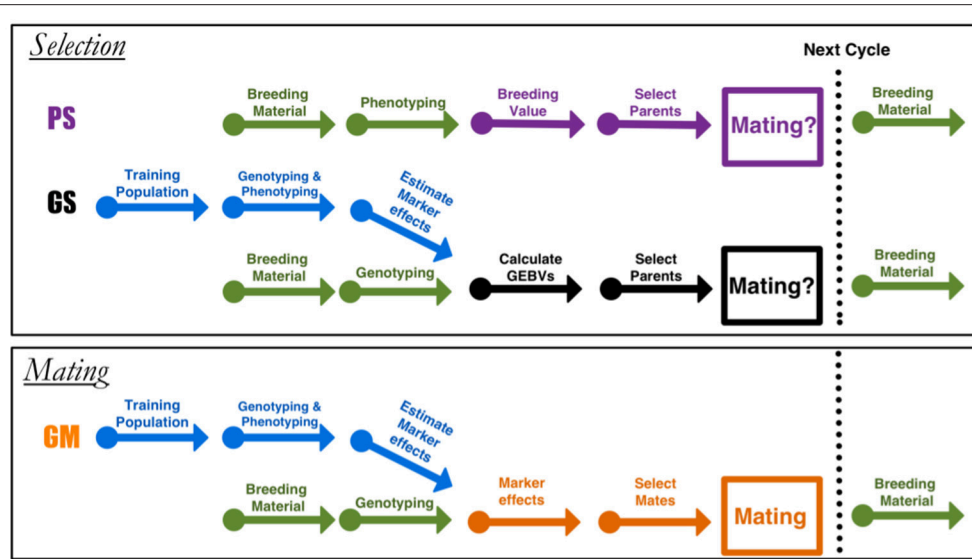 Selection
Next Cycle
PS
Breeding
Material
Phenotyping
Breeding
Value
Select
Parents
Mating?
Breeding
Material
GS
Training
Population
Genotyping &
Phenotyping
Estimate
Marker
effects
Breeding
Material
Genotyping
Calculate
GEBVs
Select
Parents
Mating?
Breeding
Material
Mating
GM
Training
Population
Genotyping &
Phenotyping
Estimate
Marker
effects
Breeding
Material
Genotyping
Marker
effects
Select
Mates
Mating
Breeding
Material